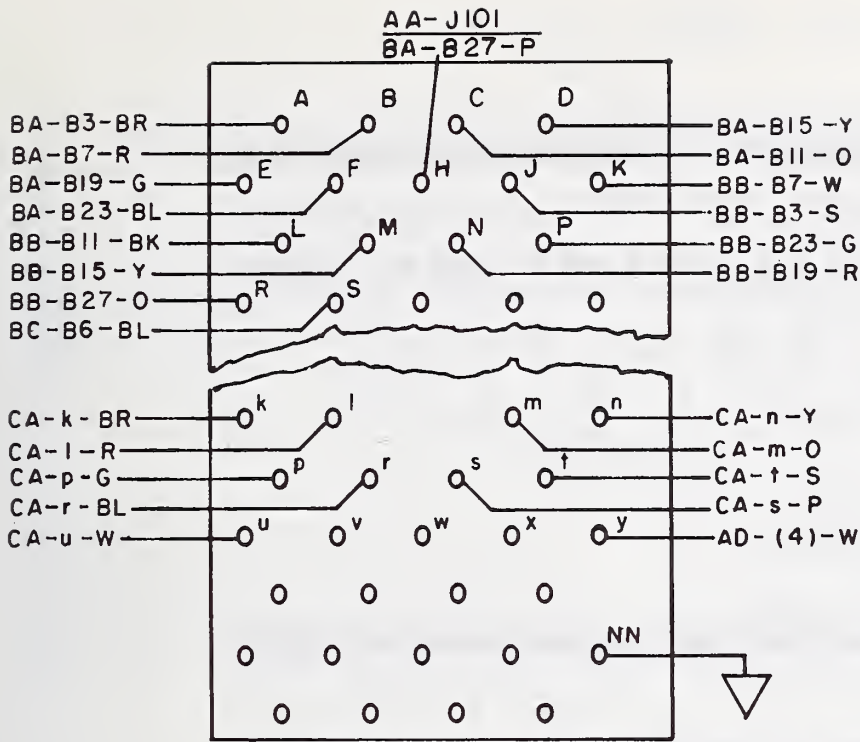 AA-J101
BA-B27-P
A B C D
BA-B3-BR BA-B15-Y
BA-B7-R BA-B11-O
E F H J K
BA-B19-G BB-B7-W
BA-B23-BL BB-B3-S
L M N P
BB-B11-BK BB-B23-G
BB-B15-Y BB-B19-R
R S
BB-B27-O
BC-B6-BL
k l m n
CA-k-BR CA-n-Y
CA-l-R CA-m-O
p r s t
CA-p-G CA-t-S
CA-r-BL CA-s-P
u v w x y
CA-u-W AD-(4)-W
NN